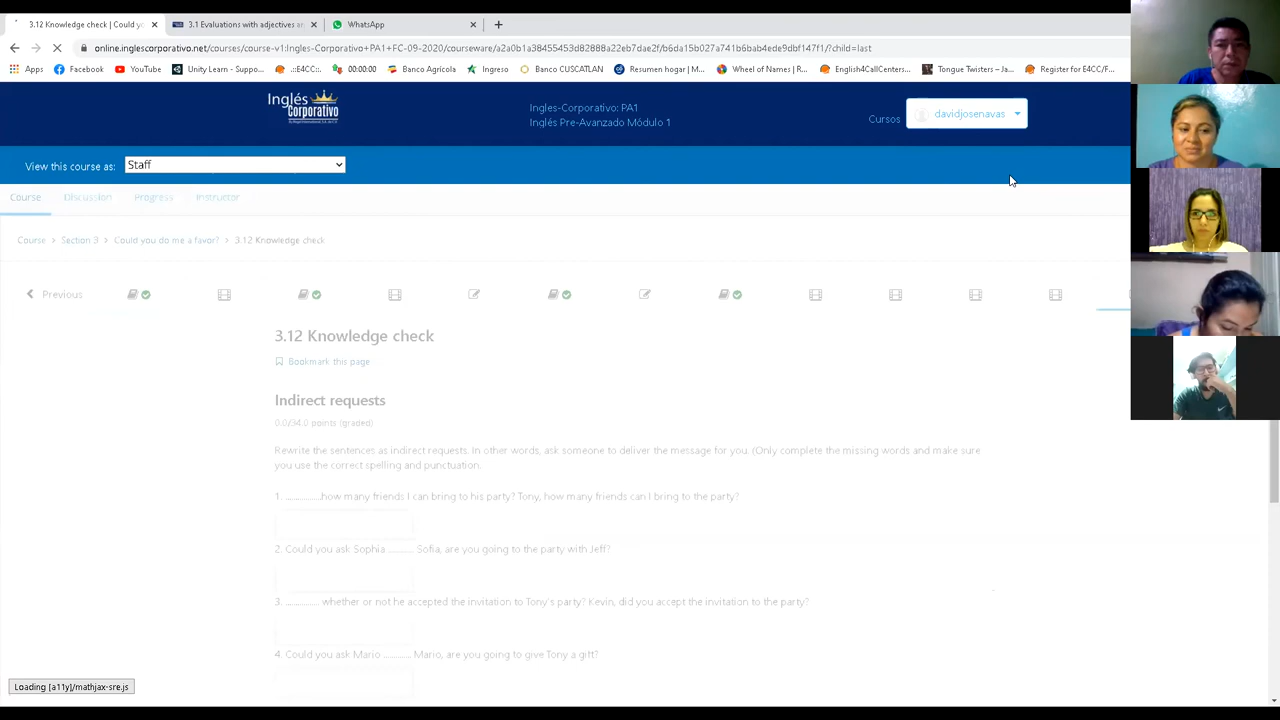 3.12 Knowledge check | Could yo
3.1 Evaluations with adjectives an
WhatsApp
online.inglescorporativo.net/courses/course-v1:Ingles-Corporativo+PA1+FC-09-2020/courseware/a2a0b1a38455453d82888a22eb7dae2f/b6da15b027a741b6bab4ede9dbf147f1/?child=last
Apps
Facebook
YouTube
Unity Learn - Suppo...
.::E4CC::.
00:00:00
Banco Agrícola
Ingreso
Banco CUSCATLAN
Resumen hogar | M...
Wheel of Names | R...
English4CallCenters...
Tongue Twisters – Ja...
Register for E4CC/F...
Inglés
corporativo
Ingles-Corporativo: PA1
Inglés Pre-Avanzado Módulo 1
Cursos
davidjosenavas
View this course as:
Staff
Course
Discussion
Progress
Instructor
Course > Section 3 > Could you do me a favor? > 3.12 Knowledge check
Previous
3.12 Knowledge check
Bookmark this page
Indirect requests
0.0/34.0 points (graded)
Rewrite the sentences as indirect requests. In other words, ask someone to deliver the message for you. (Only complete the missing words and make sure
you use the correct spelling and punctuation.
1. ................how many friends I can bring to his party? Tony, how many friends can I bring to the party?
2. Could you ask Sophia............ Sofia, are you going to the party with Jeff?
3. ............... whether or not he accepted the invitation to Tony's party? Kevin, did you accept the invitation to the party?
4. Could you ask Mario ............ Mario, are you going to give Tony a gift?
Loading [a11y]/mathjax-sre.js